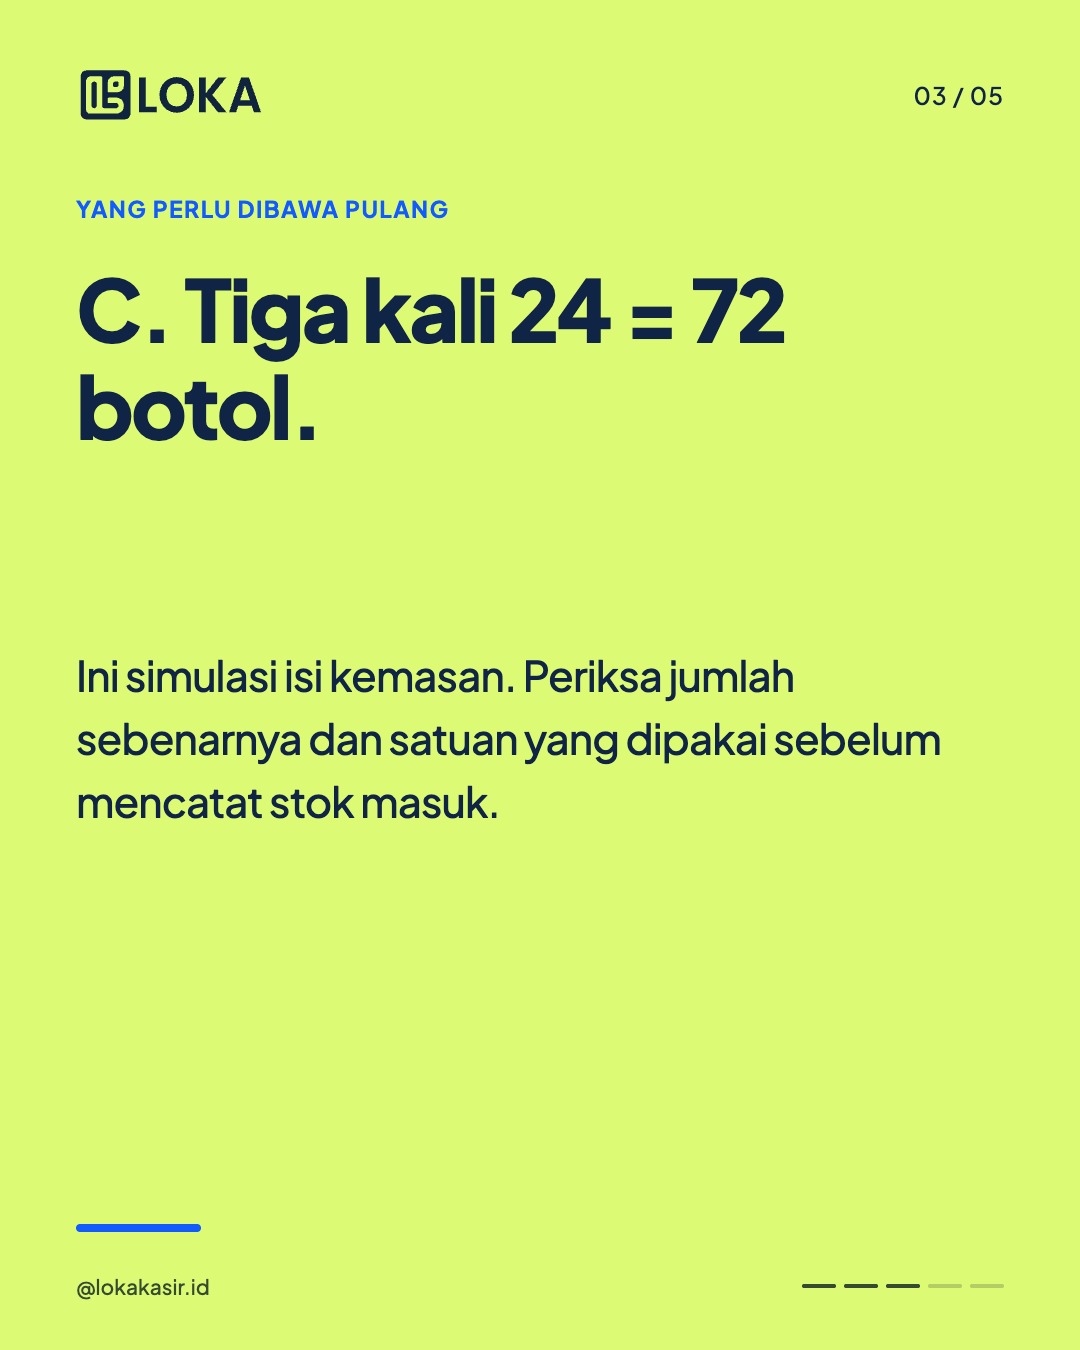 LOKA
03 / 05
YANG PERLU DIBAWA PULANG
C. Tiga kali 24 = 72
botol.
Ini simulasi isi kemasan. Periksa jumlah
sebenarnya dan satuan yang dipakai sebelum
mencatat stok masuk.
@lokakasir.id